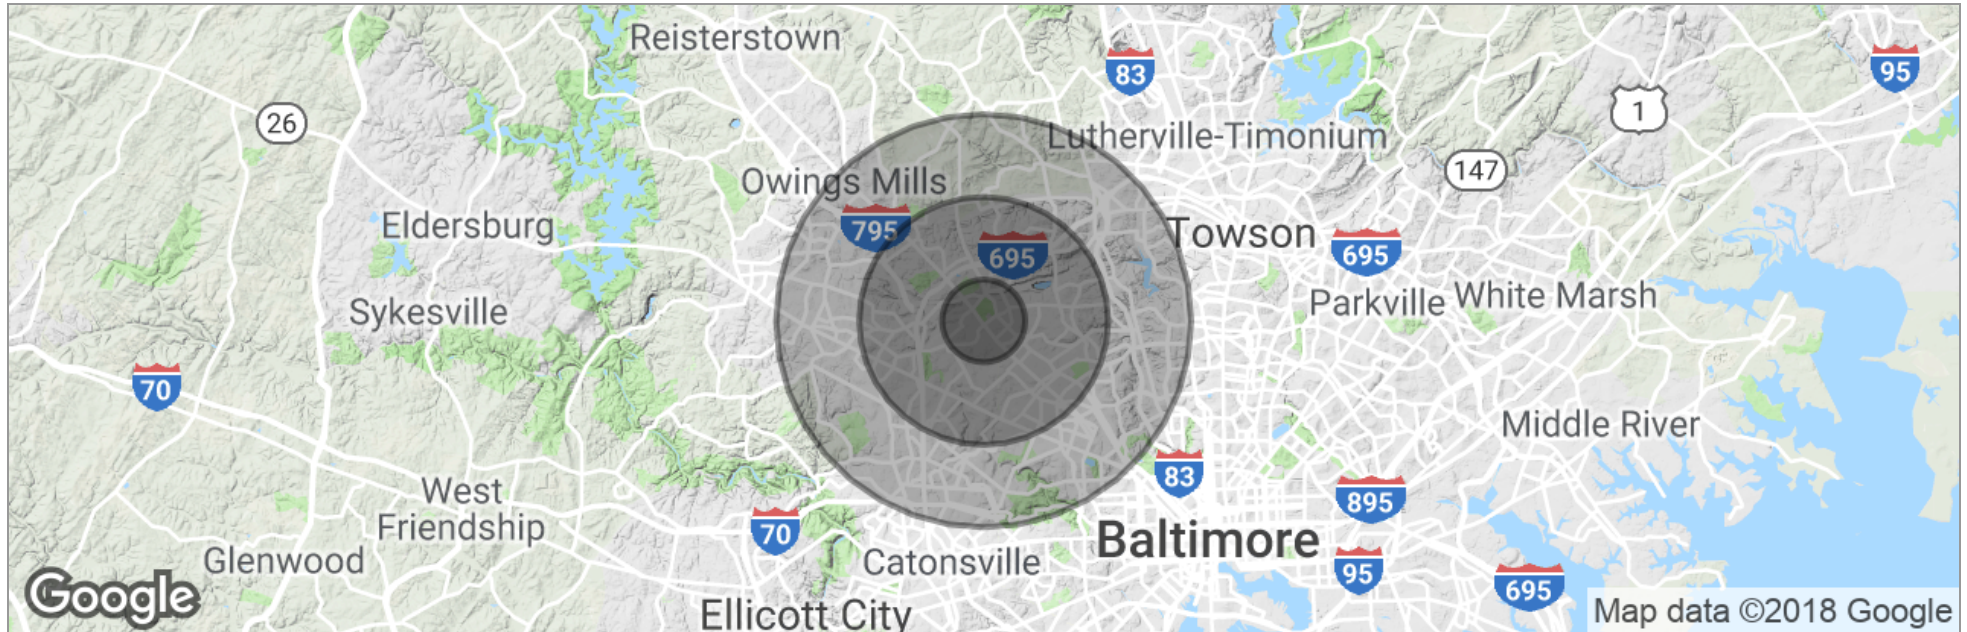 Reisterstown
83
95
26
1
Lutherville-Timonium
147
Owings Mills
Eldersburg
795
Towson
695
695
Sykesville
Parkville
White Marsh
70
Middle River
83
West
Friendship
895
70
Baltimore
Glenwood
Catonsville
95
695
Google
Ellicott City
Map data ©2018 Google